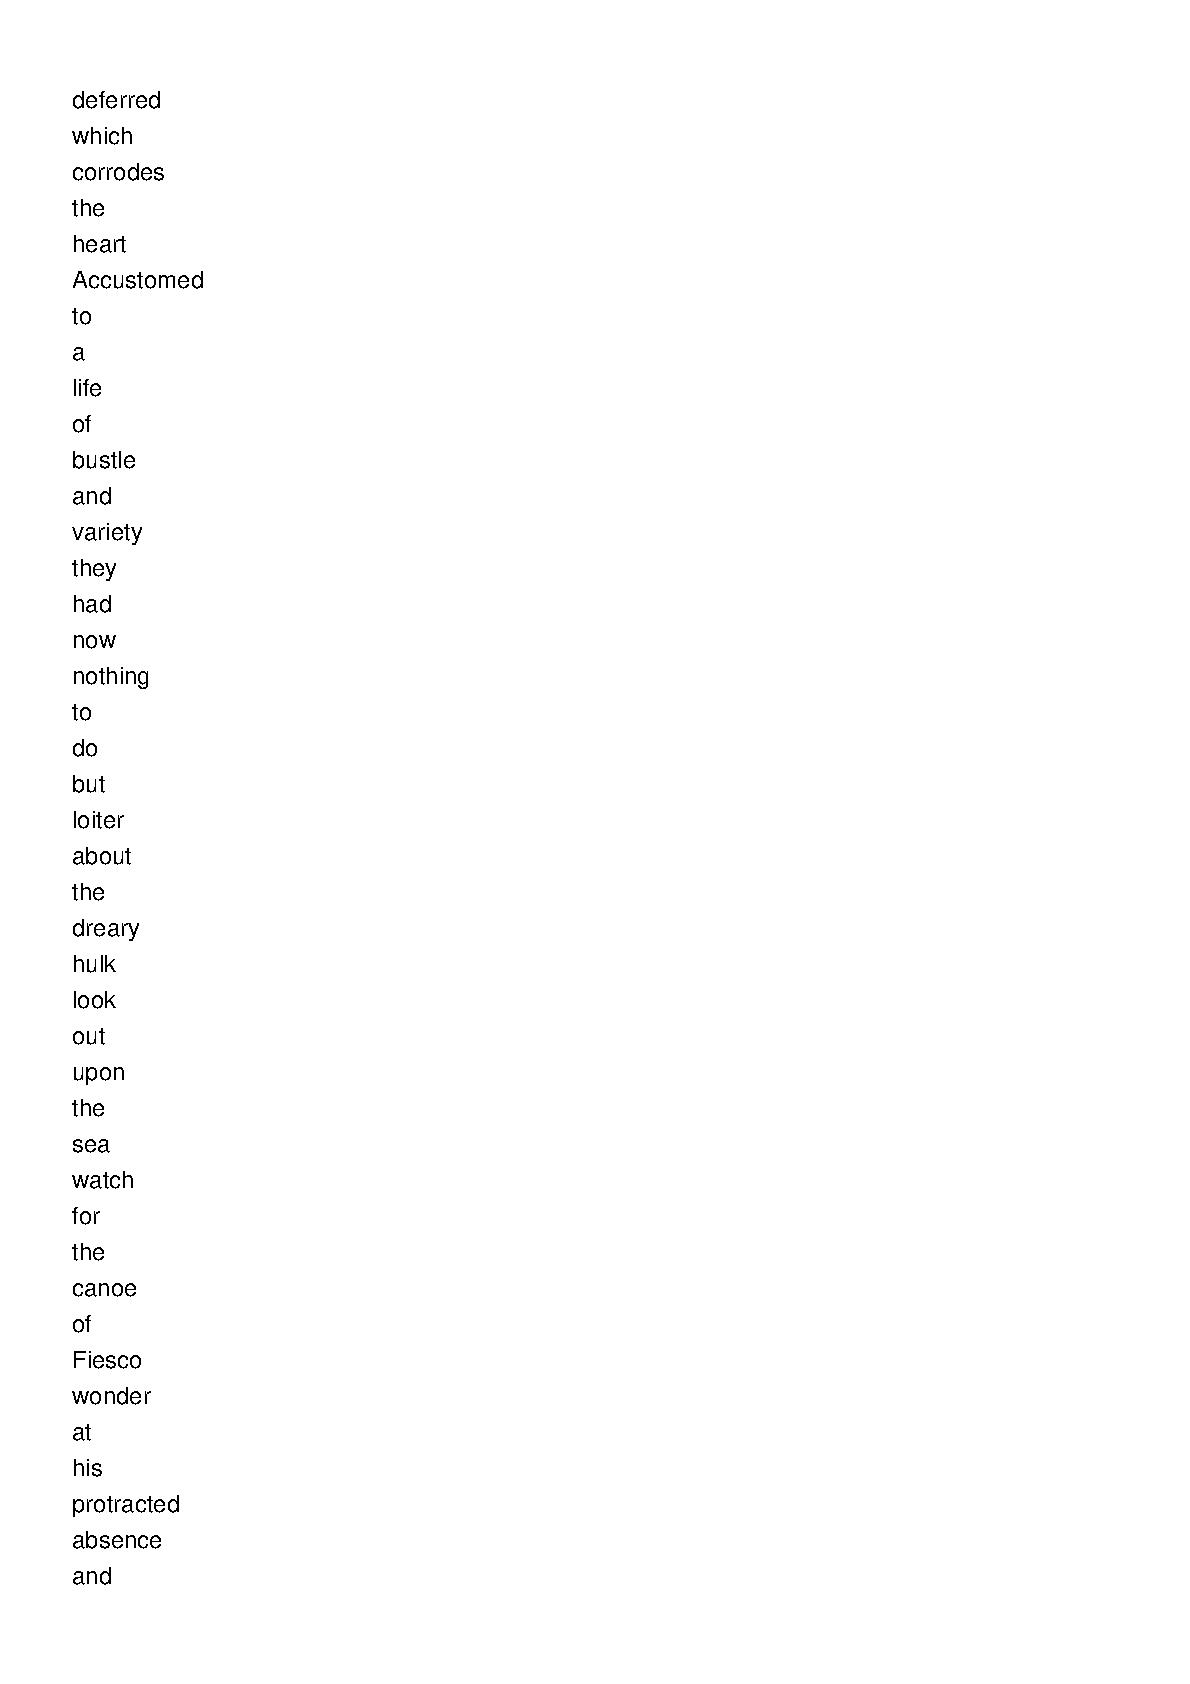 deferred
which
corrodes
the
heart
Accustomed
to
a
life
of
bustle
and
variety
they
had
now
nothing
to
do
but
loiter
about
the
dreary
hulk
look
out
upon
the
sea
watch
for
the
canoe
of
Fiesco
wonder
at
his
protracted
absence
and